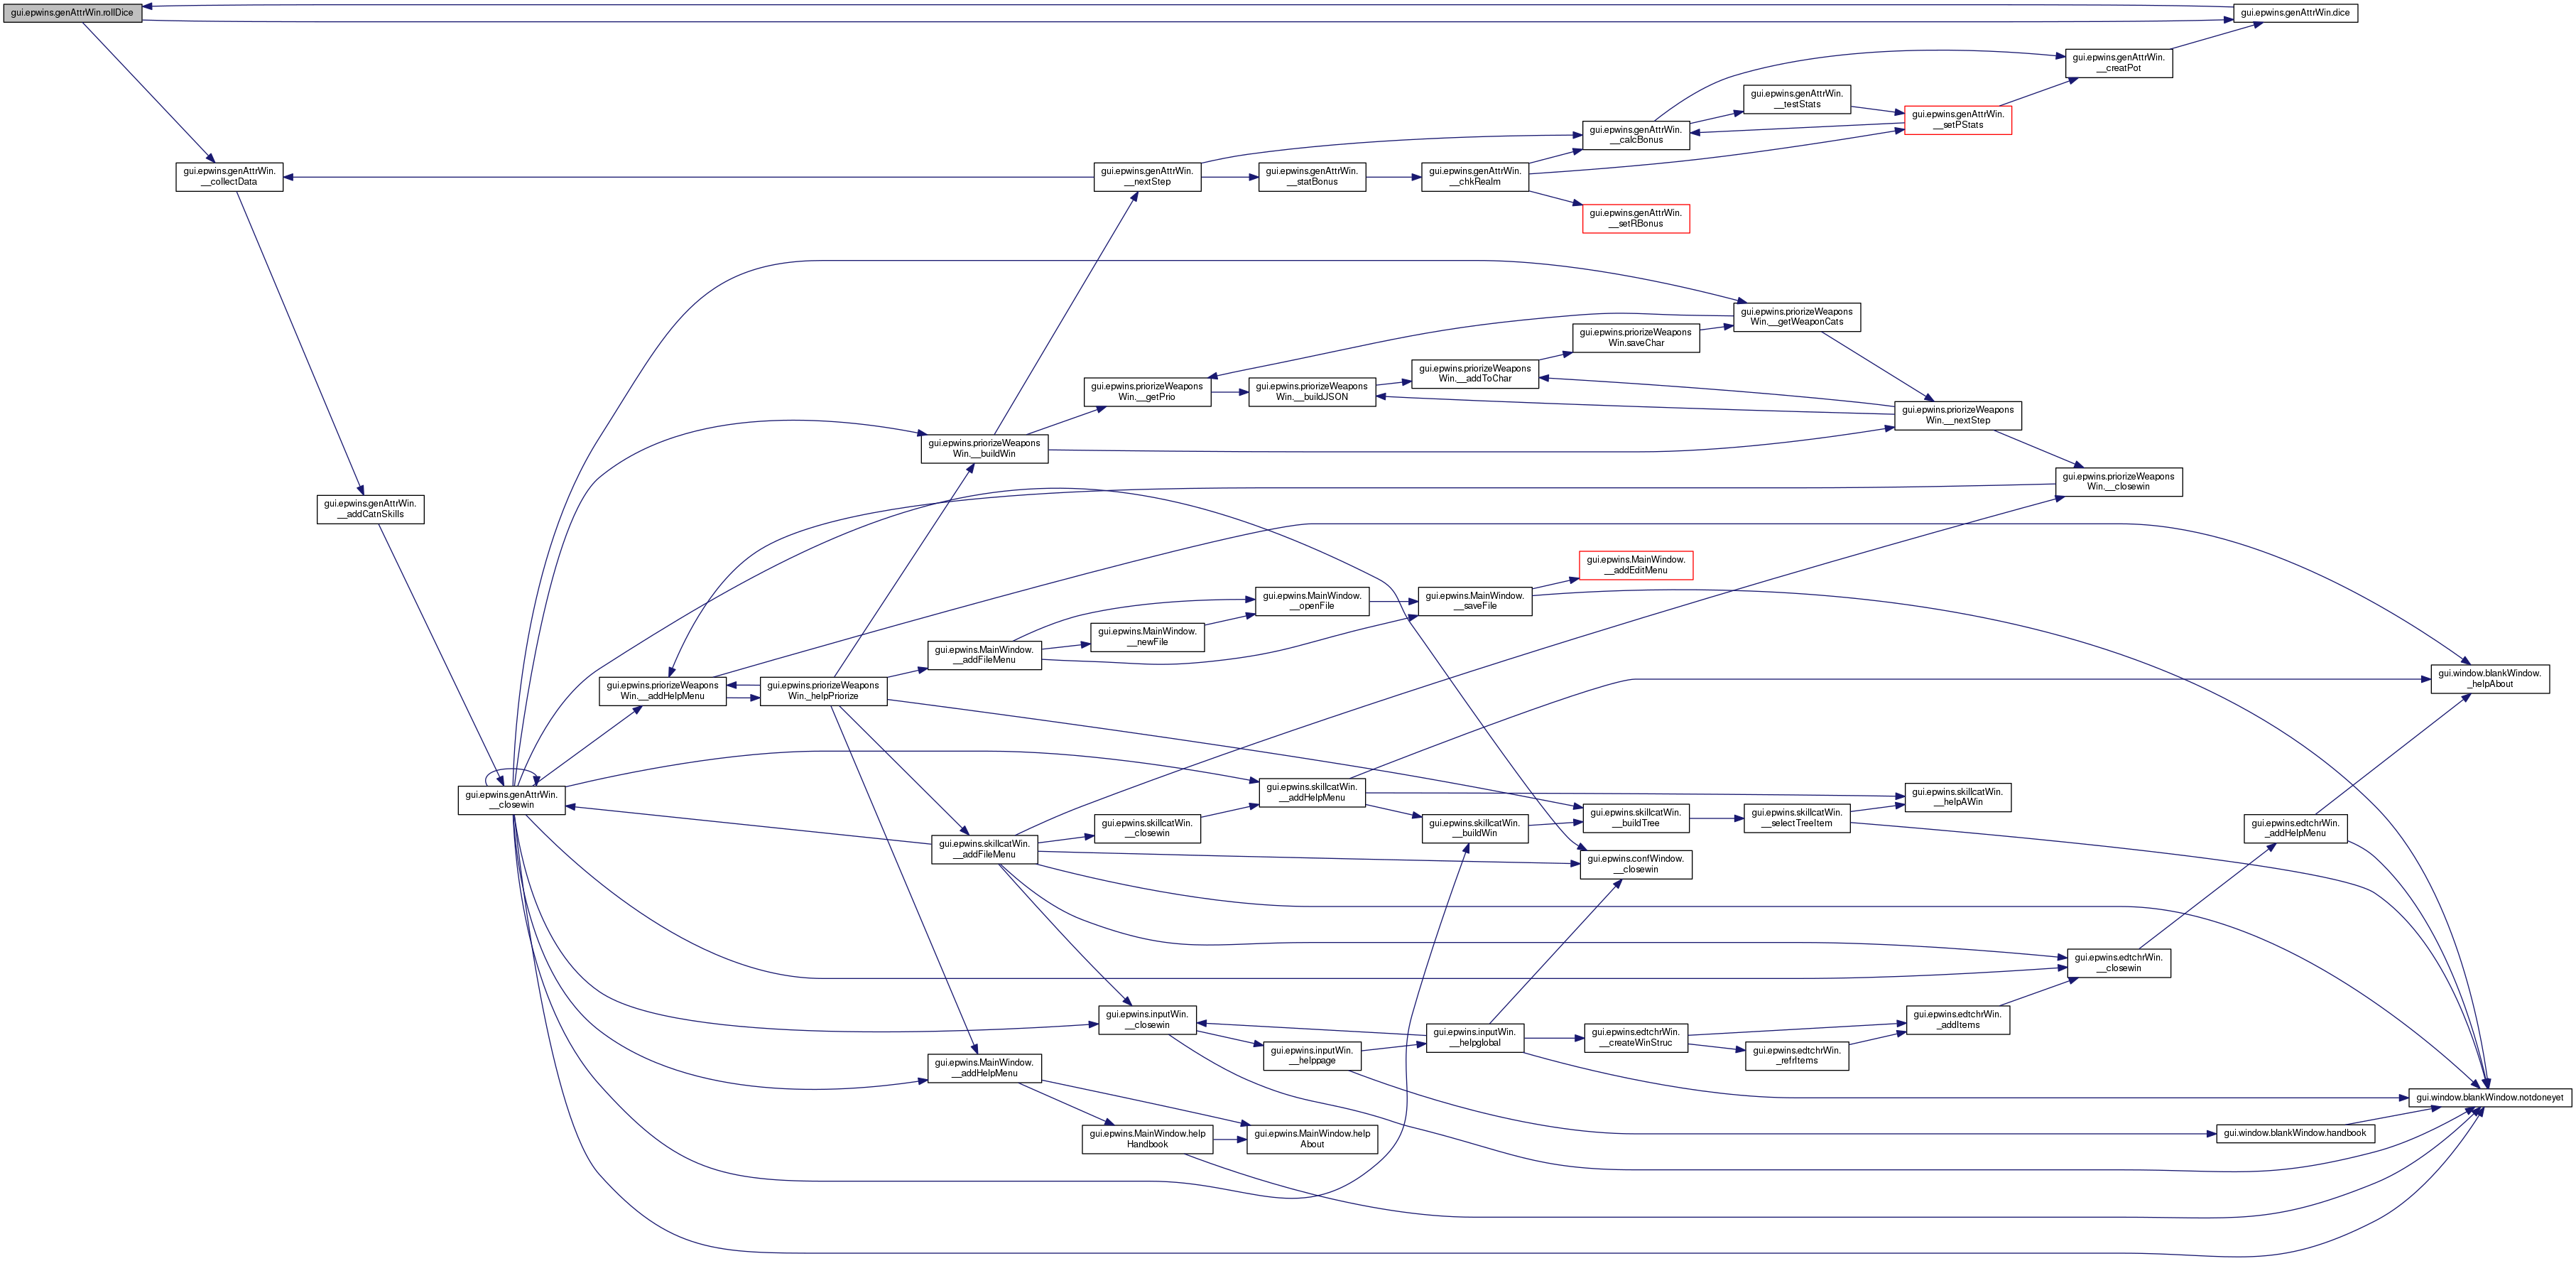 gui.epwins.genAttrWin.rollDice
gui.epwins.genAttrWin.dice
gui.epwins.genAttrWin.
__creatPot
gui.epwins.genAttrWin.
__testStats
gui.epwins.genAttrWin.
__setPStats
gui.epwins.genAttrWin.
__calcBonus
gui.epwins.genAttrWin.
__collectData
gui.epwins.genAttrWin.
__nextStep
gui.epwins.genAttrWin.
__statBonus
gui.epwins.genAttrWin.
__chkRealm
gui.epwins.genAttrWin.
__setRBonus
gui.epwins.priorizeWeapons
Win.__getWeaponCats
gui.epwins.priorizeWeapons
Win.saveChar
gui.epwins.priorizeWeapons
Win.__addToChar
gui.epwins.priorizeWeapons
Win.__getPrio
gui.epwins.priorizeWeapons
Win.__buildJSON
gui.epwins.priorizeWeapons
Win.__nextStep
gui.epwins.priorizeWeapons
Win.__buildWin
gui.epwins.priorizeWeapons
Win.__closewin
gui.epwins.genAttrWin.
__addCatnSkills
gui.epwins.MainWindow.
__addEditMenu
gui.epwins.MainWindow.
__openFile
gui.epwins.MainWindow.
__saveFile
gui.epwins.MainWindow.
__newFile
gui.epwins.MainWindow.
__addFileMenu
gui.window.blankWindow.
_helpAbout
gui.epwins.priorizeWeapons
Win.__addHelpMenu
gui.epwins.priorizeWeapons
Win._helpPriorize
gui.epwins.genAttrWin.
__closewin
gui.epwins.skillcatWin.
__addHelpMenu
gui.epwins.skillcatWin.
__helpAWin
gui.epwins.skillcatWin.
__buildTree
gui.epwins.skillcatWin.
__selectTreeItem
gui.epwins.skillcatWin.
__closewin
gui.epwins.skillcatWin.
__buildWin
gui.epwins.edtchrWin.
_addHelpMenu
gui.epwins.skillcatWin.
__addFileMenu
gui.epwins.confWindow.
__closewin
gui.epwins.edtchrWin.
__closewin
gui.epwins.inputWin.
__closewin
gui.epwins.edtchrWin.
_addItems
gui.epwins.inputWin.
__helpglobal
gui.epwins.edtchrWin.
__createWinStruc
gui.epwins.inputWin.
__helppage
gui.epwins.edtchrWin.
_refrItems
gui.epwins.MainWindow.
__addHelpMenu
gui.window.blankWindow.notdoneyet
gui.epwins.MainWindow.help
Handbook
gui.epwins.MainWindow.help
About
gui.window.blankWindow.handbook